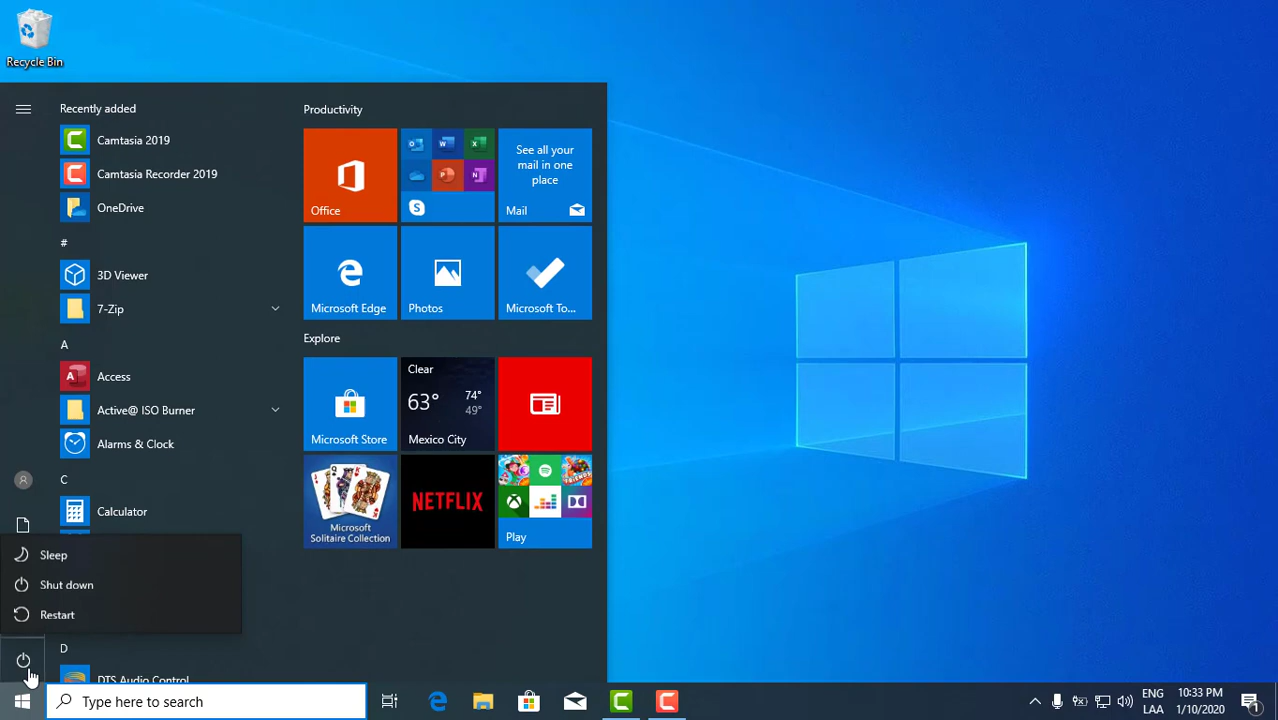 Recycle Bin
Recently added
Camtasia 2019
Camtasia Recorder 2019
OneDrive
#
3D Viewer
7-Zip
A
Access
Active@ ISO Burner
Alarms & Clock
C
Calculator
Sleep
Shut down
Restart
D
DTS Audio Control
Productivity
Office
See all your
mail in one
place
Mail
Microsoft Edge
Photos
Microsoft To...
Explore
Microsoft Store
Clear
63°
74°
49°
Mexico City
Microsoft
Solitaire Collection
NETFLIX
Play
Type here to search
ENG
LAA
10:33 PM
1/10/2020
1